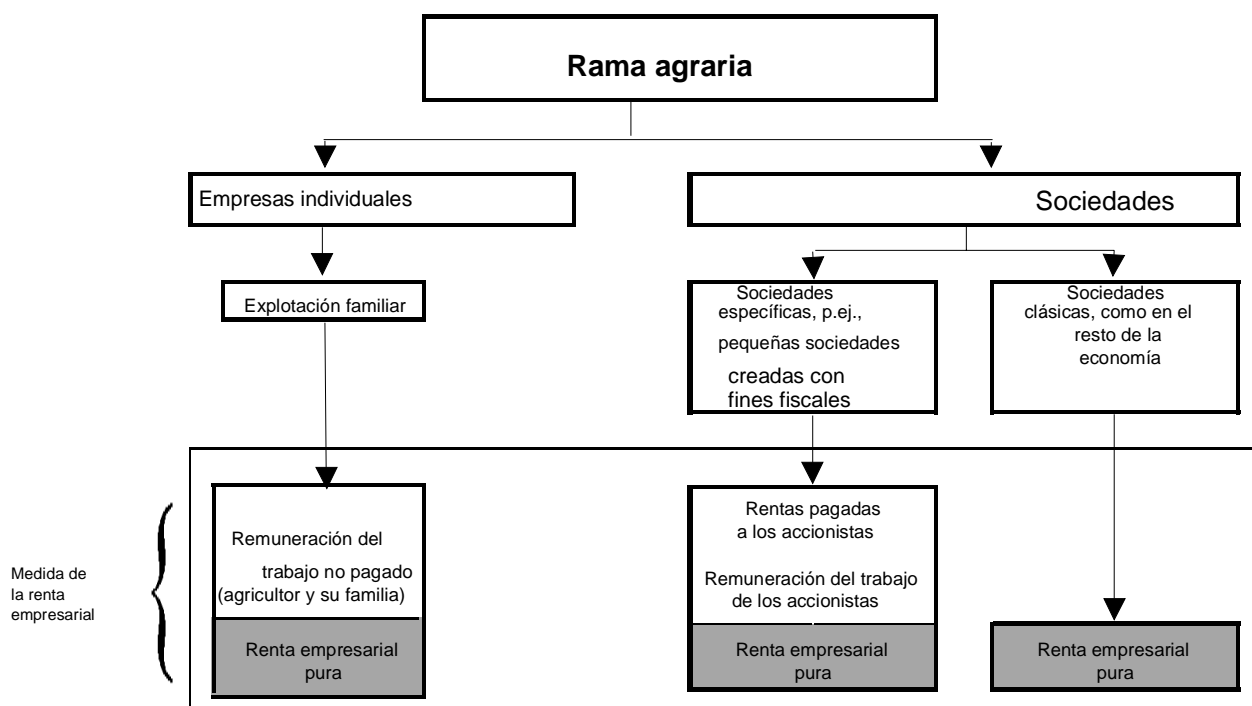 Rama agraria
Empresas individuales
Sociedades
Explotación familiar
Sociedades
específicas, p.ej.,
pequeñas sociedades
creadas con
fines fiscales
Sociedades
clásicas, como en el
resto de la
economía
Medida de
la renta
empresarial
Remuneración del
trabajo no pagado
(agricultor y su familia)
Renta empresarial
pura
Rentas pagadas
a los accionistas
Remuneración del trabajo
de los accionistas
Renta empresarial
pura
Renta empresarial
pura